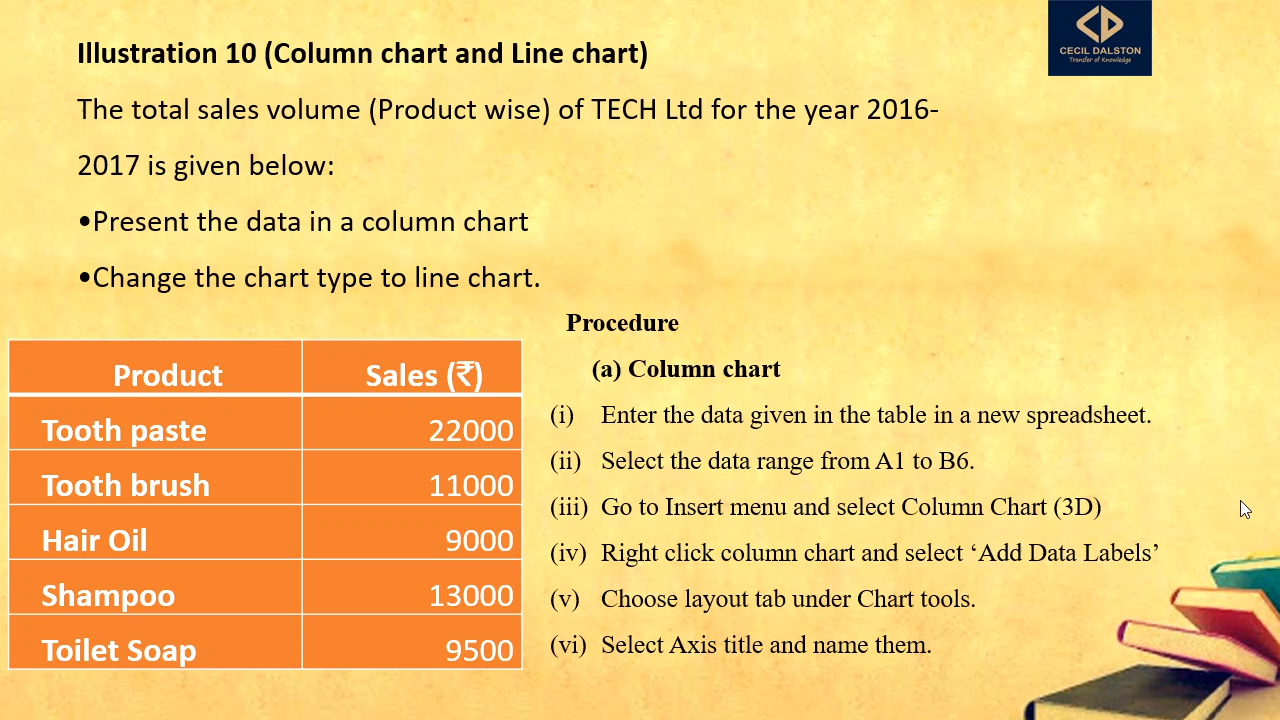 CECIL DALSTON
Transfer of Knowledge
Illustration 10 (Column chart and Line chart)
The total sales volume (Product wise) of TECH Ltd for the year 2016-
2017 is given below:
•Present the data in a column chart
•Change the chart type to line chart.
Product Sales (₹)
Tooth paste 22000
Tooth brush 11000
Hair Oil 9000
Shampoo 13000
Toilet Soap 9500
Procedure
(a) Column chart
(i) Enter the data given in the table in a new spreadsheet.
(ii) Select the data range from A1 to B6.
(iii) Go to Insert menu and select Column Chart (3D)
(iv) Right click column chart and select ‘Add Data Labels’
(v) Choose layout tab under Chart tools.
(vi) Select Axis title and name them.